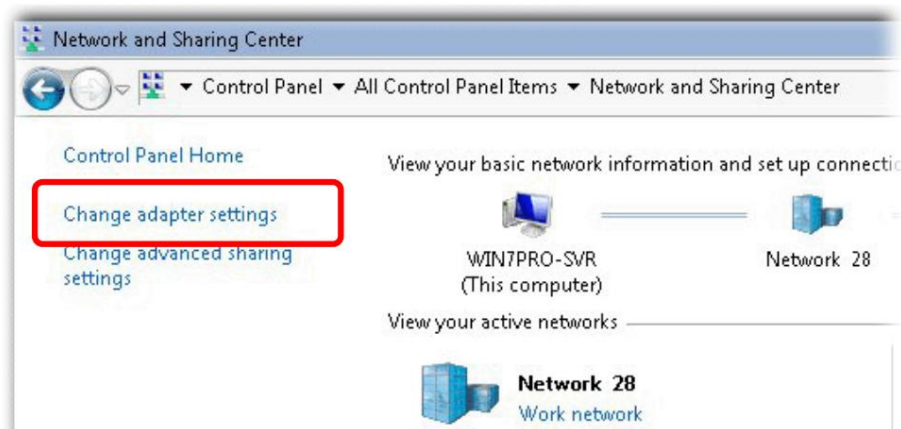 Network and Sharing Center
Control Panel ▾ All Control Panel Items ▾ Network and Sharing Center
Control Panel Home
Change adapter settings
Change advanced sharing
settings
View your basic network information and set up
WIN7PRO-SVR
(This computer)
Network 28
View your active networks
Network 28
Work network